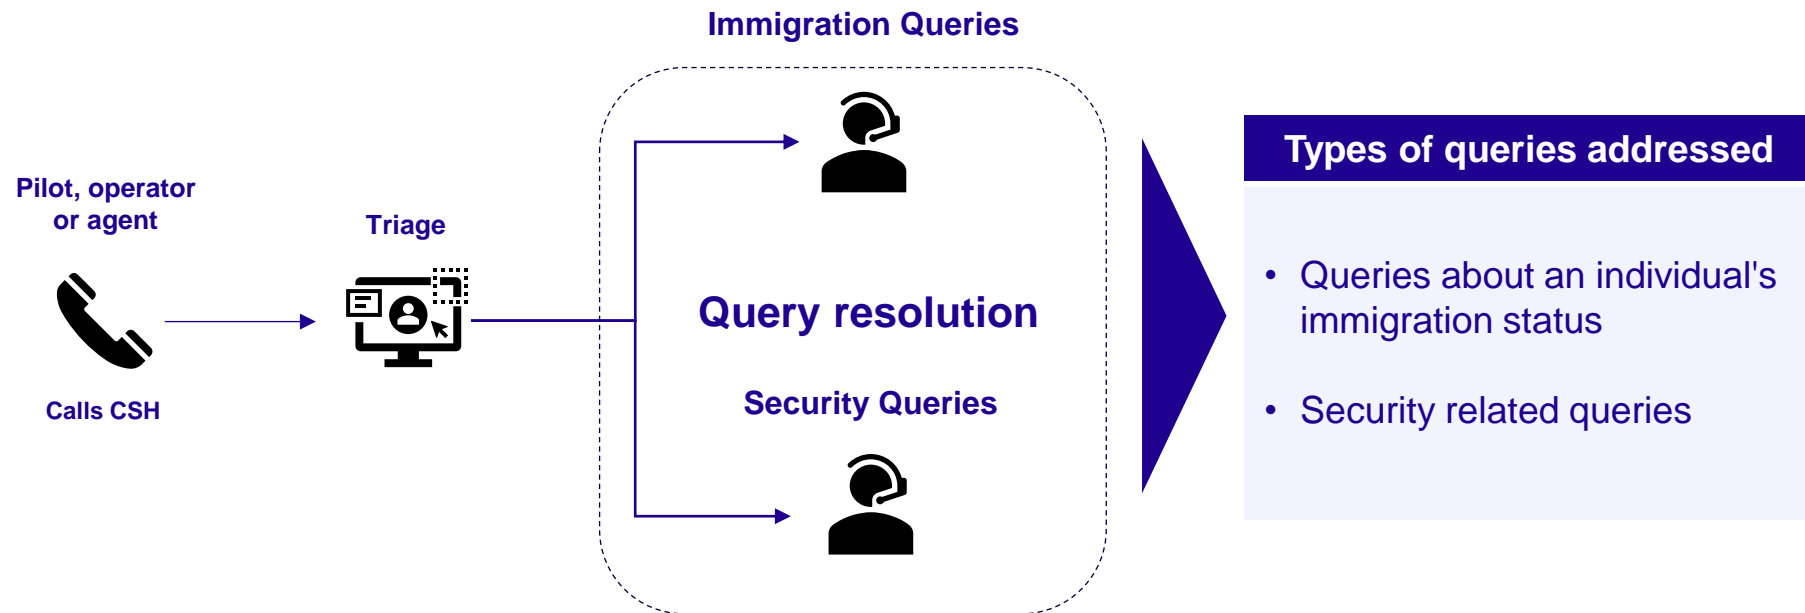 Immigration Queries
Pilot, operator
or agent
Calls CSH
Triage
Query resolution
Security Queries
Types of queries addressed
• Queries about an individual's
immigration status
• Security related queries